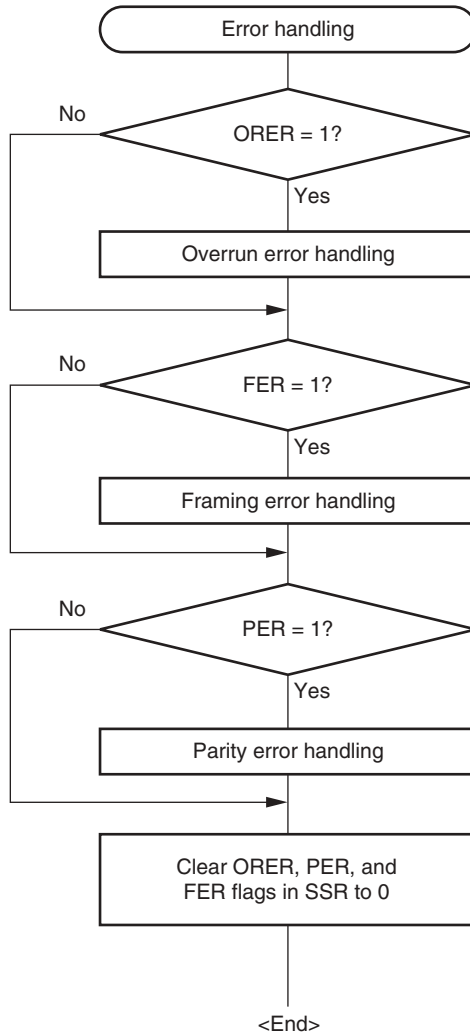 Error handling
No
ORER = 1?
Yes
Overrun error handling
No
FER = 1?
Yes
Framing error handling
No
PER = 1?
Yes
Parity error handling
Clear ORER, PER, and
FER flags in SSR to 0
<End>